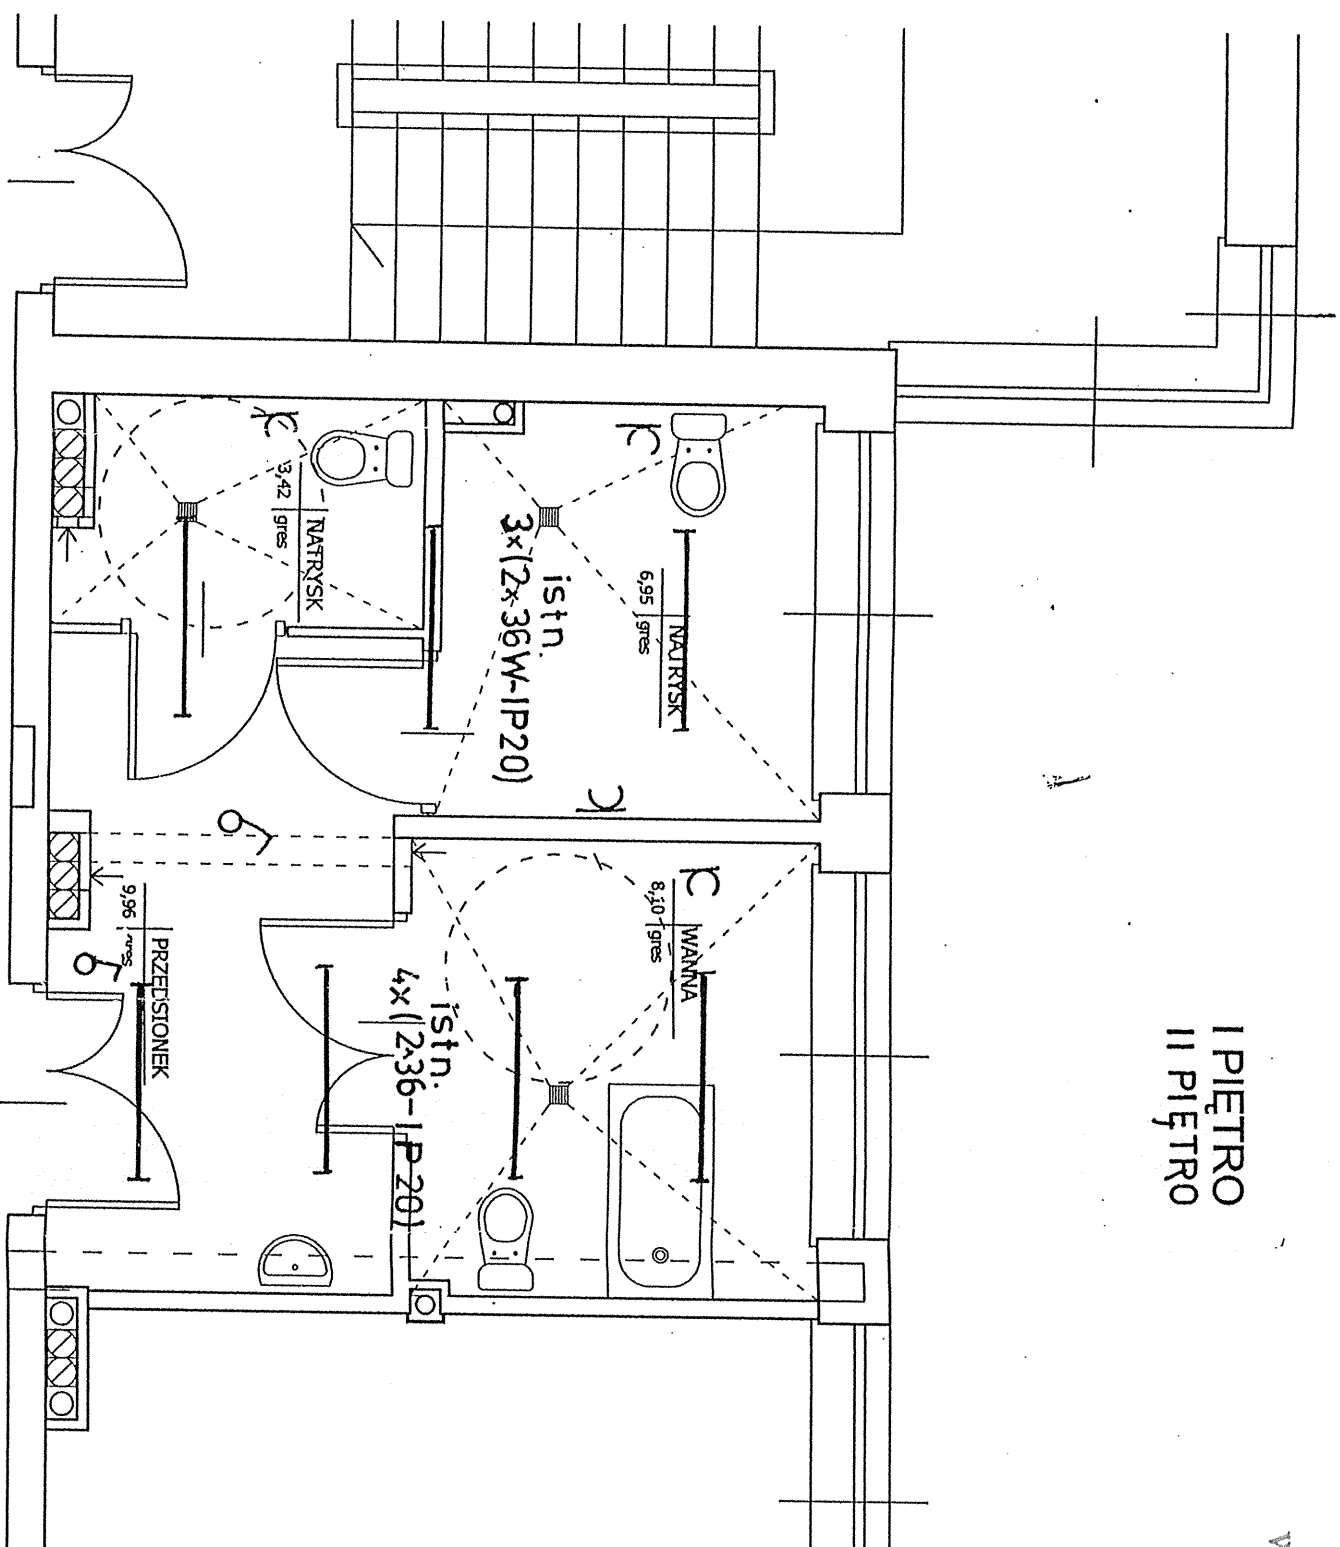 I PIĘTRO
II PIĘTRO
NATRYSK
6,95 gres
istn.
3x(2x36W-IP20)
NATRYSK
3,42 gres
WANNA
8,10 gres
istn.
4x(2x36-IP20)
PRZEDSIONEK
9,96 gres